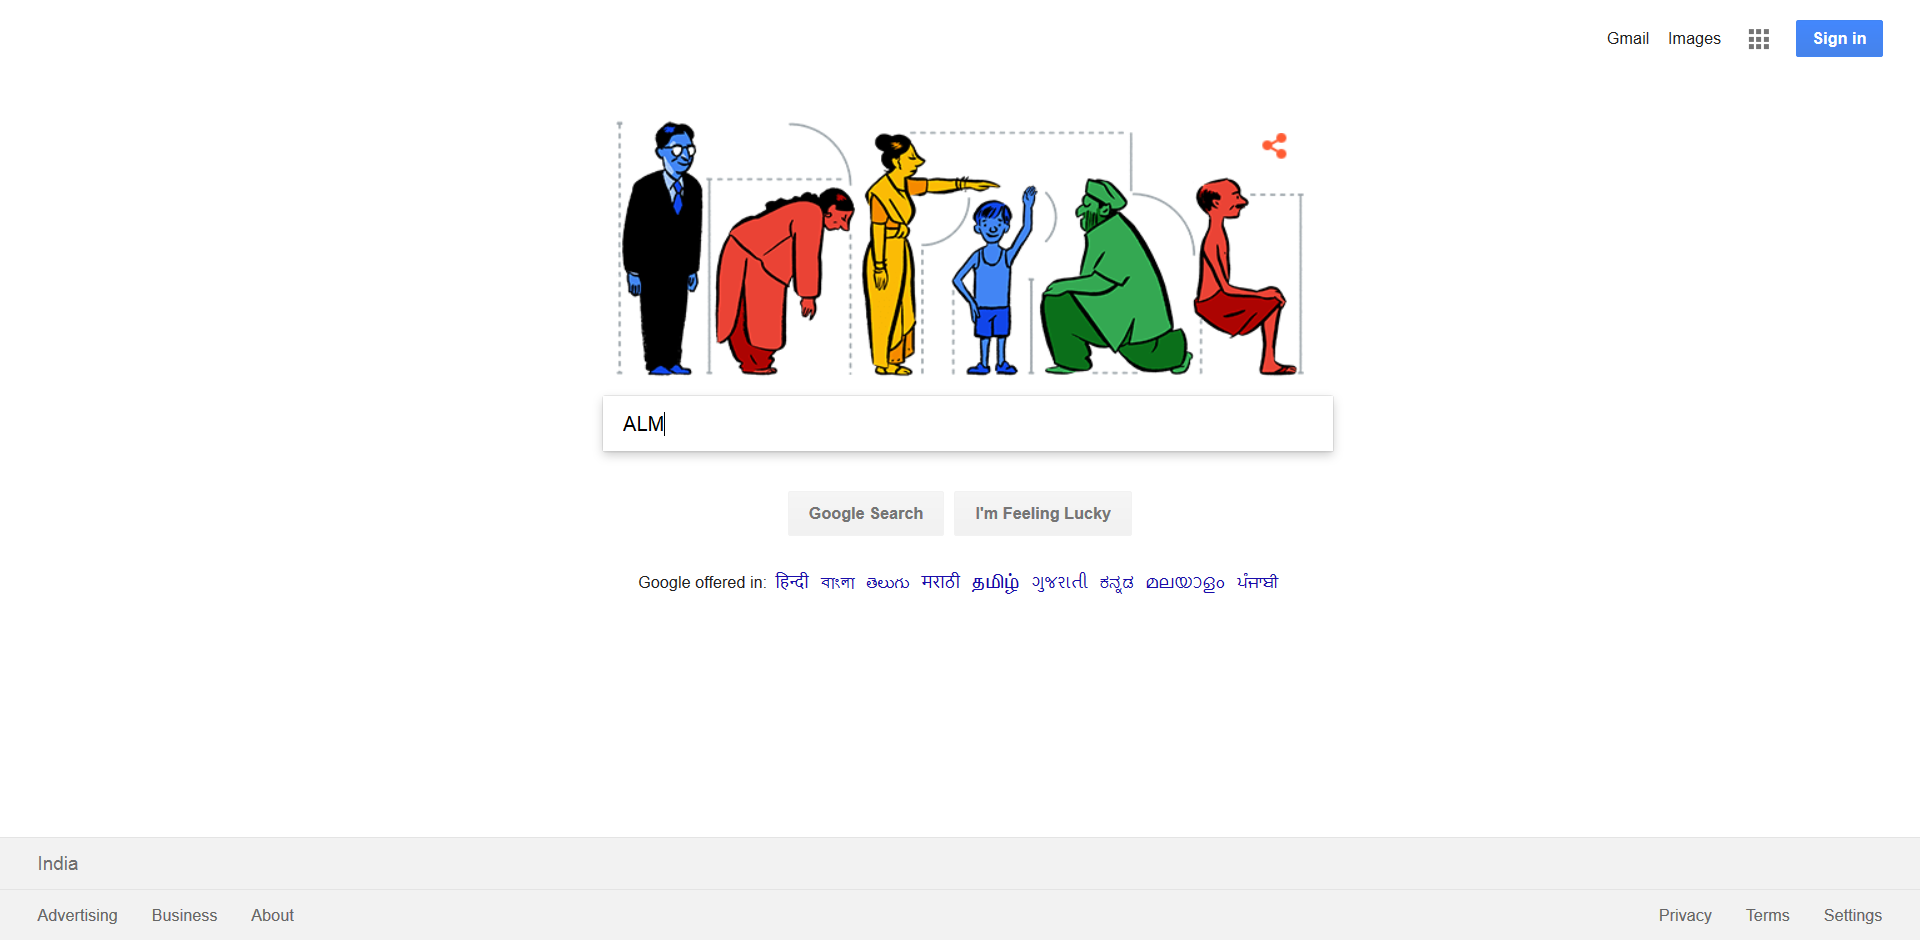 Gmail Images Sign in
ALM
Google Search I'm Feeling Lucky
Google offered in: हिन्दी বাংলা తెలుగు मराठी தமிழ் ગુજરાતી ಕನ್ನಡ മലയാളം ਪੰਜਾਬੀ
India
Advertising Business About Privacy Terms Settings